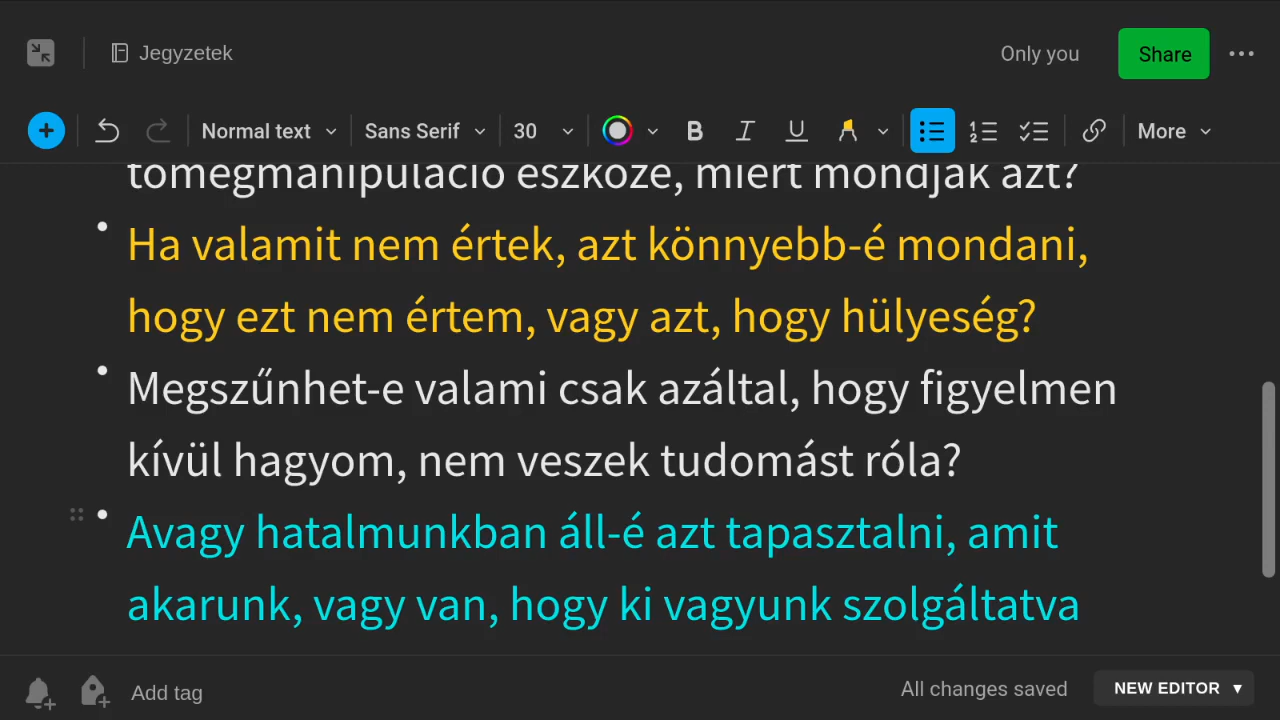 Jegyzetek
Only you
Share
Normal text
Sans Serif
30
B
I
U
More
tömegmanipuláció eszköze, miért mondják azt?
Ha valamit nem értek, azt könnyebb-é mondani,
hogy ezt nem értem, vagy azt, hogy hülyeség?
Megszűnhet-e valami csak azáltal, hogy figyelmen
kívül hagyom, nem veszek tudomást róla?
Avagy hatalmunkban áll-é azt tapasztalni, amit
akarunk, vagy van, hogy ki vagyunk szolgáltatva
Add tag
All changes saved
NEW EDITOR